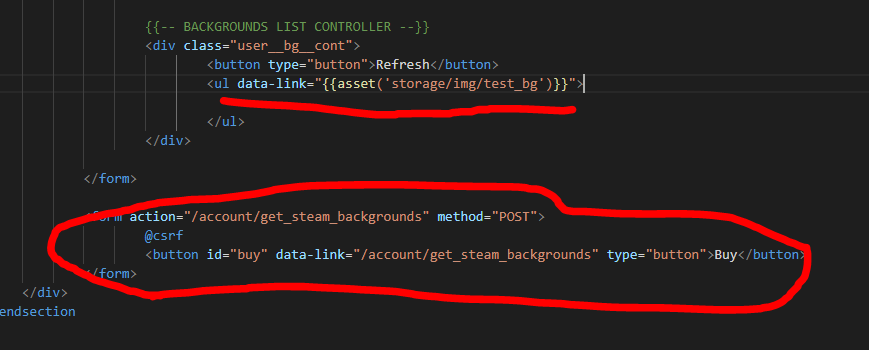 {{-- BACKGROUNDS LIST CONTROLLER --}}
<div class="user__bg__cont">
<button type="button">Refresh</button>
<ul data-link="{{asset('storage/img/test_bg')}}">
</ul>
</div>
</form>
<form action="/account/get_steam_backgrounds" method="POST">
@csrf
<button id="buy" data-link="/account/get_steam_backgrounds" type="button">Buy</button>
</form>
</div>
endsection